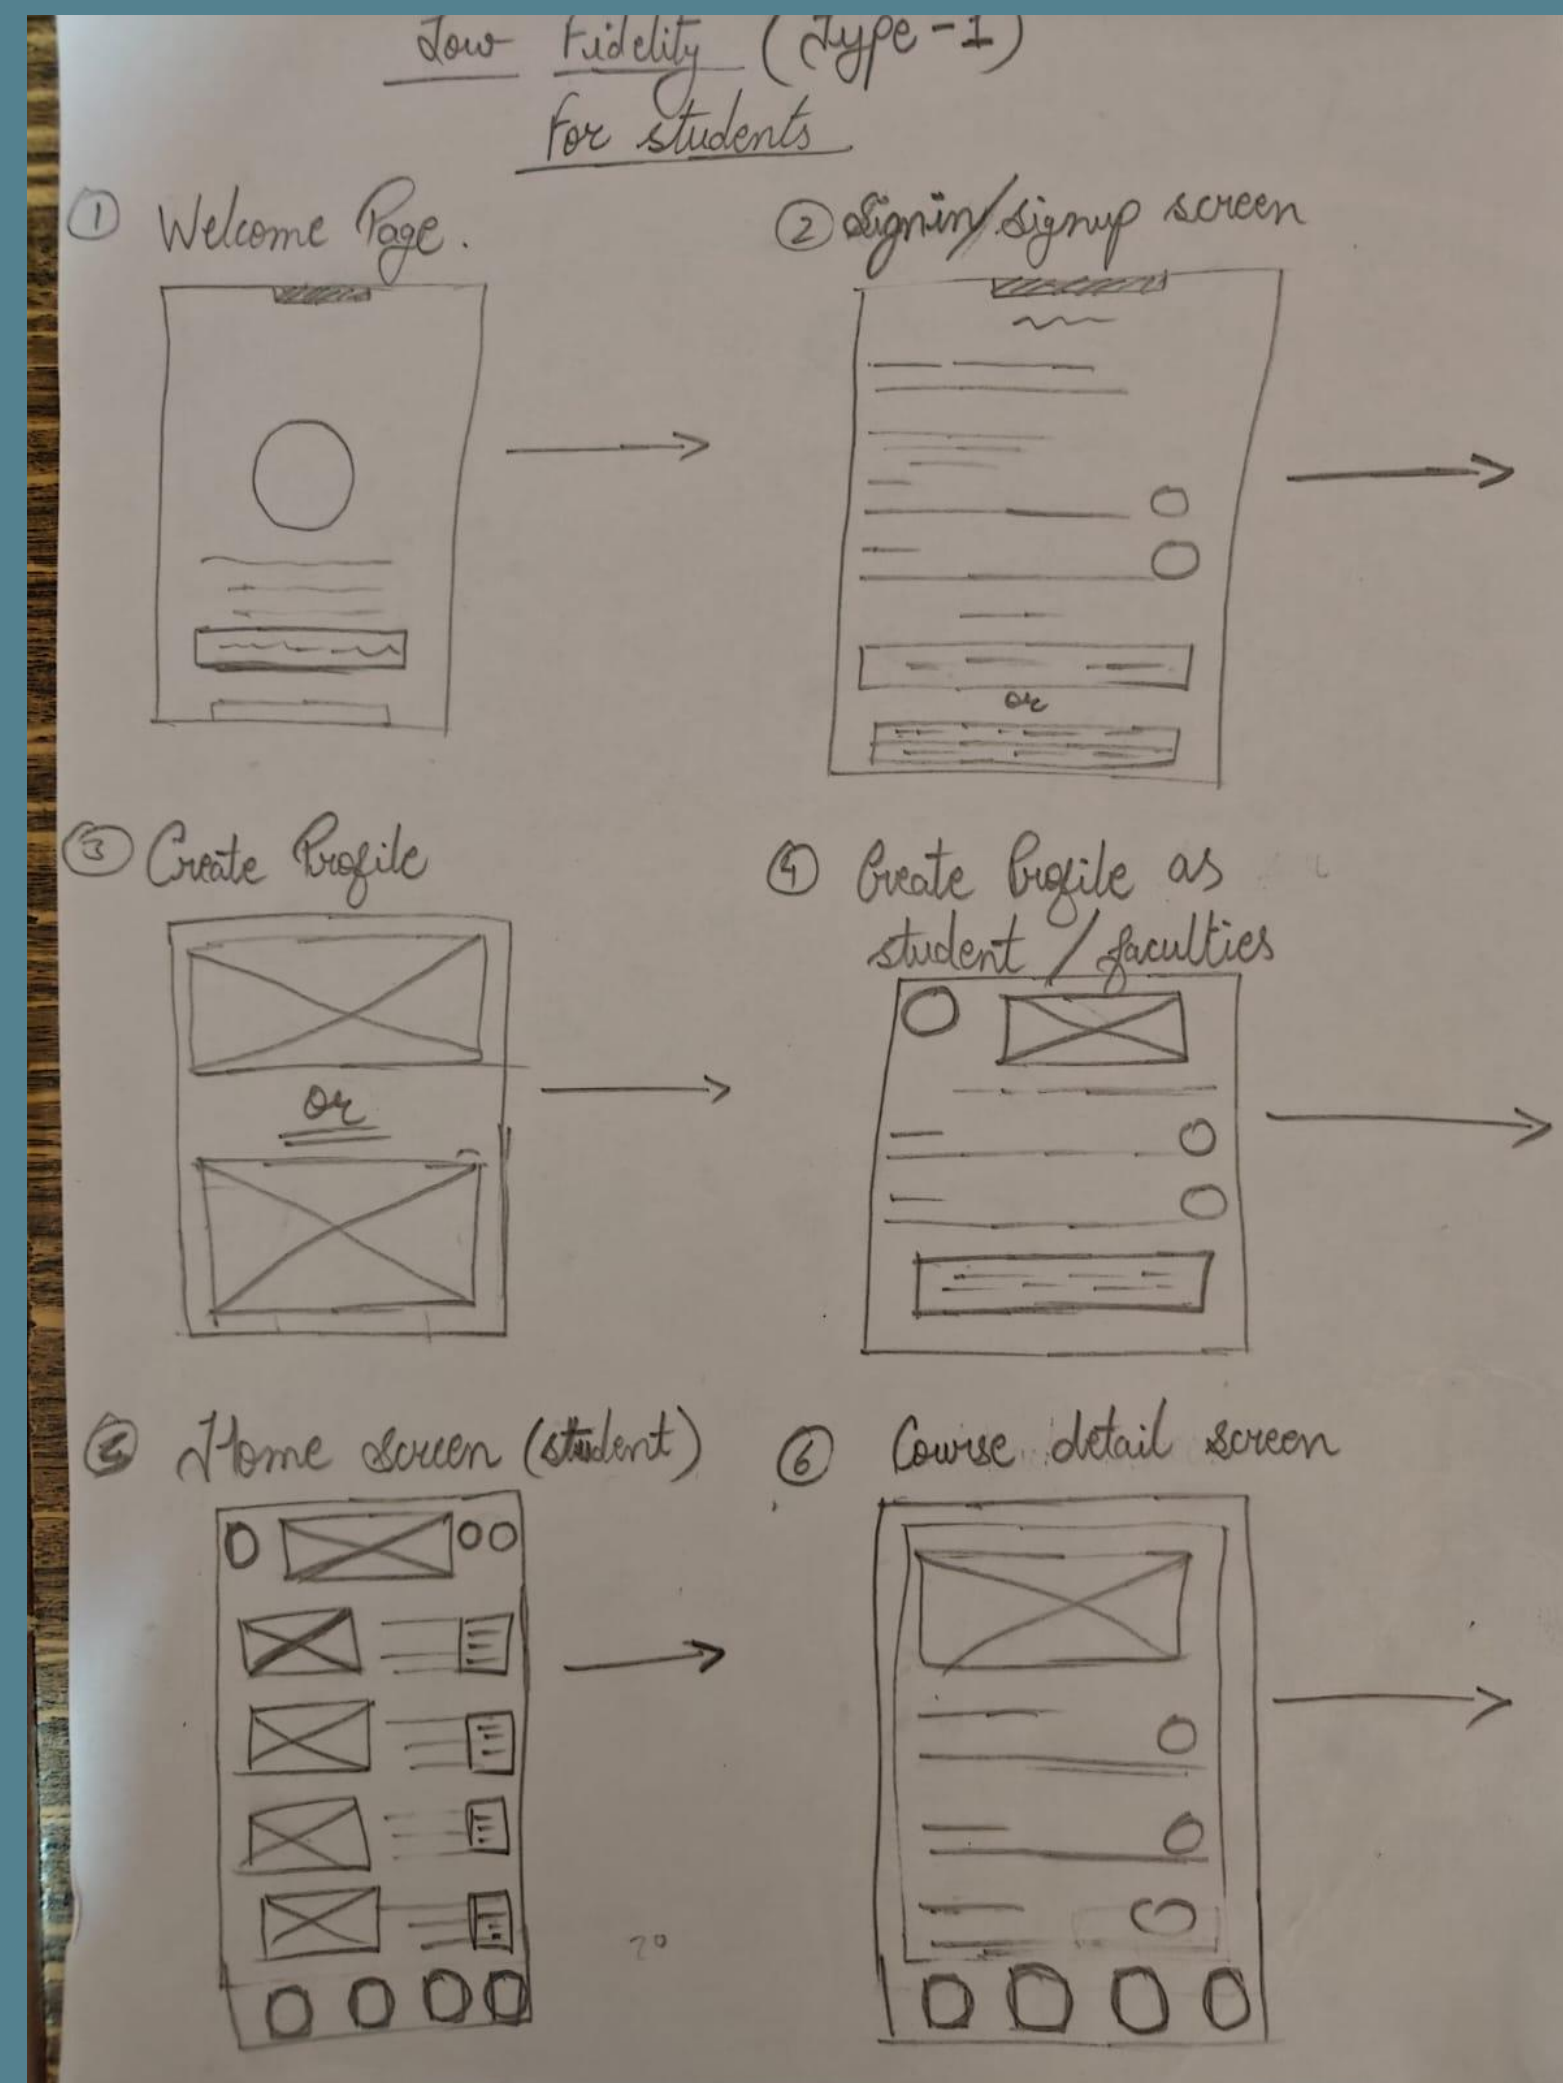 Low Fidelity (Type-1)
For students
① Welcome Page.
② Signin/signup screen
or
③ Create Profile
④ Create Profile as
student / faculties
or
⑤ Home screen (student)
⑥ Course detail screen